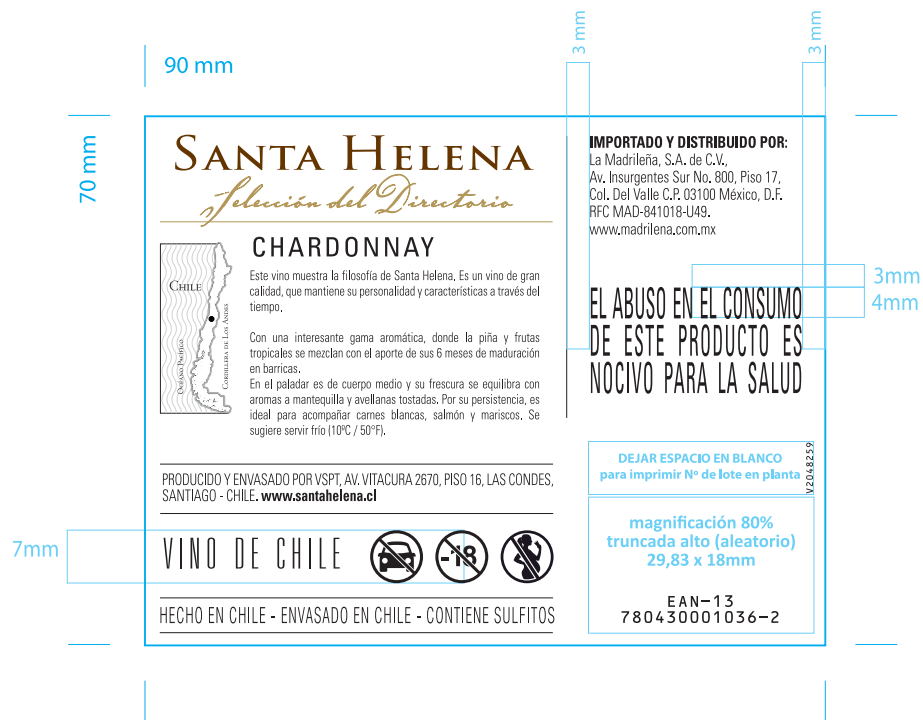 90 mm
3 mm
3 mm
70 mm
SANTA HELENA
Selección del Directorio
CHARDONNAY
Este vino muestra la filosofía de Santa Helena. Es un vino de gran
calidad, que mantiene su personalidad y características a través del
tiempo.
Con una interesante gama aromática, donde la piña y frutas
tropicales se mezclan con el aporte de sus 6 meses de maduración
en barricas.
En el paladar es de cuerpo medio y su frescura se equilibra con
aromas a mantequilla y avellanas tostadas. Por su persistencia, es
ideal para acompañar carnes blancas, salmón y mariscos. Se
sugiere servir frío (10ºC / 50°F).
CHILE
OCÉANO PACÍFICO
CORDILLERA DE LOS ANDES
PRODUCIDO Y ENVASADO POR VSPT, AV. VITACURA 2670, PISO 16, LAS CONDES,
SANTIAGO - CHILE. www.santahelena.cl
7mm
VINO DE CHILE
-18
HECHO EN CHILE - ENVASADO EN CHILE - CONTIENE SULFITOS
IMPORTADO Y DISTRIBUIDO POR:
La Madrileña, S.A. de C.V.,
Av. Insurgentes Sur No. 800, Piso 17,
Col. Del Valle C.P. 03100 México, D.F.
RFC MAD-841018-U49.
www.madrilena.com.mx
3mm
4mm
EL ABUSO EN EL CONSUMO
DE ESTE PRODUCTO ES
NOCIVO PARA LA SALUD
DEJAR ESPACIO EN BLANCO
para imprimir Nº de lote en planta
V2048259
magnificación 80%
truncada alto (aleatorio)
29,83 x 18mm
EAN-13
780430001036-2